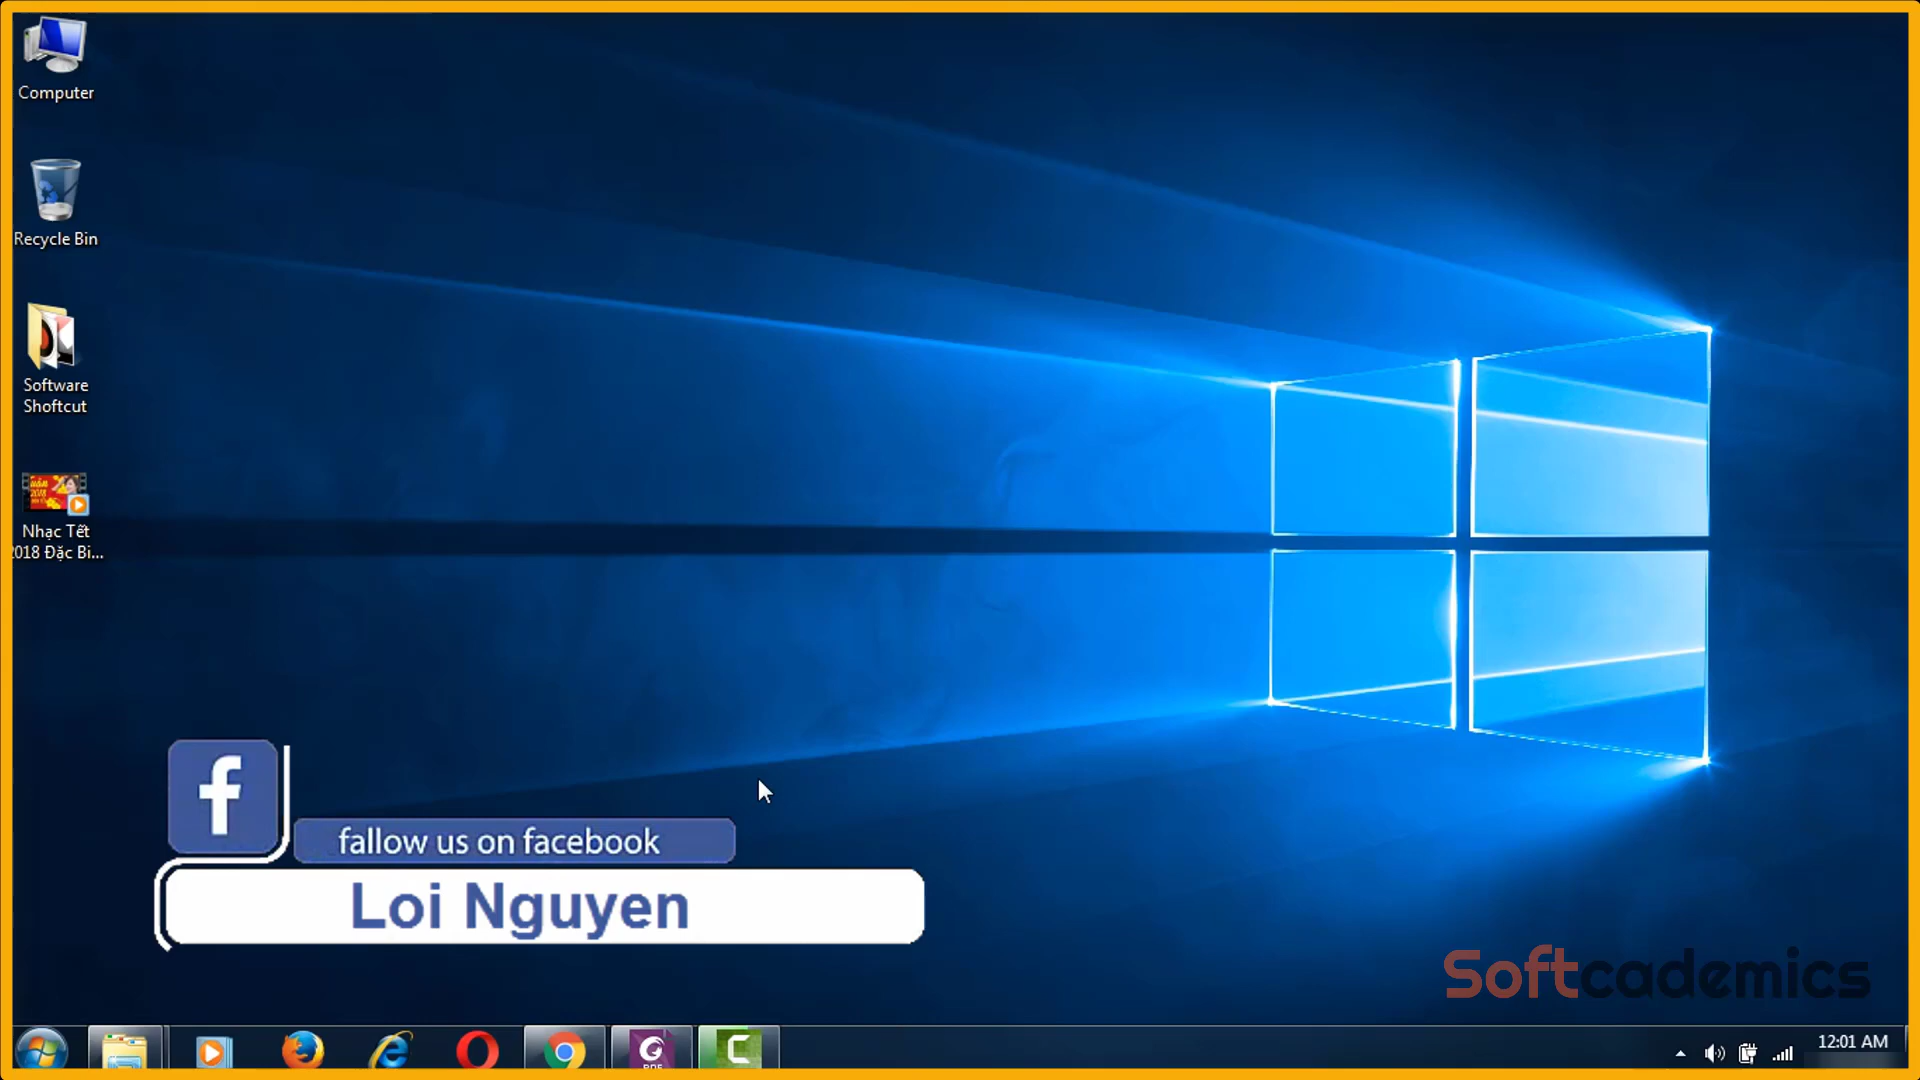 Computer
Recycle Bin
Software
Shoftcut
Nhạc Tết
2018 Đặc Bi...
f
fallow us on facebook
Loi Nguyen
Softcademics
12:01 AM